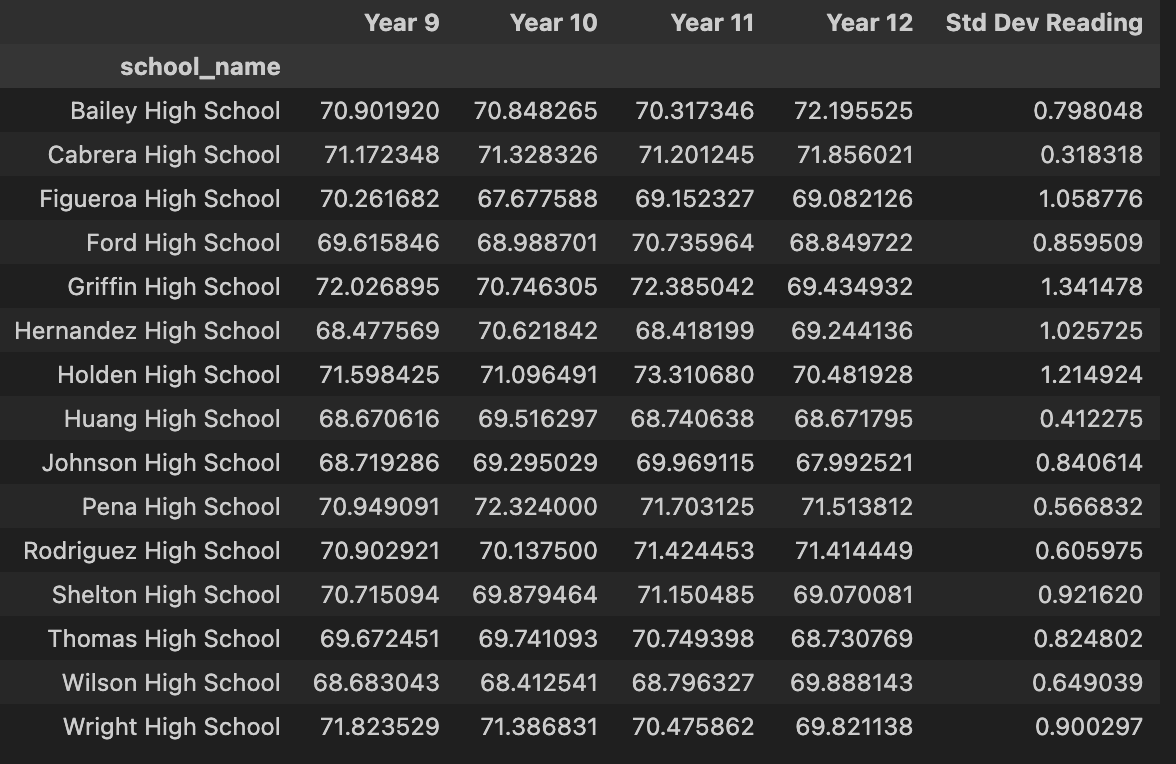 Year 9 Year 10 Year 11 Year 12 Std Dev Reading
school_name
Bailey High School 70.901920 70.848265 70.317346 72.195525 0.798048
Cabrera High School 71.172348 71.328326 71.201245 71.856021 0.318318
Figueroa High School 70.261682 67.677588 69.152327 69.082126 1.058776
Ford High School 69.615846 68.988701 70.735964 68.849722 0.859509
Griffin High School 72.026895 70.746305 72.385042 69.434932 1.341478
Hernandez High School 68.477569 70.621842 68.418199 69.244136 1.025725
Holden High School 71.598425 71.096491 73.310680 70.481928 1.214924
Huang High School 68.670616 69.516297 68.740638 68.671795 0.412275
Johnson High School 68.719286 69.295029 69.969115 67.992521 0.840614
Pena High School 70.949091 72.324000 71.703125 71.513812 0.566832
Rodriguez High School 70.902921 70.137500 71.424453 71.414449 0.605975
Shelton High School 70.715094 69.879464 71.150485 69.070081 0.921620
Thomas High School 69.672451 69.741093 70.749398 68.730769 0.824802
Wilson High School 68.683043 68.412541 68.796327 69.888143 0.649039
Wright High School 71.823529 71.386831 70.475862 69.821138 0.900297